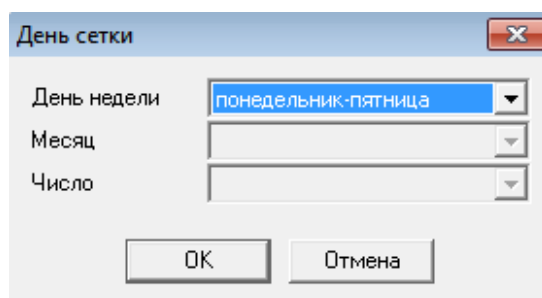 День сетки
День недели понедельник-пятница
Месяц
Число
OK Отмена